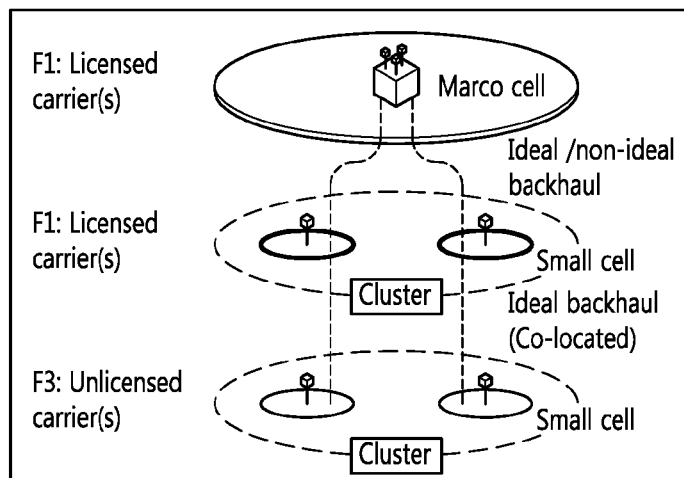 F1: Licensed
carrier(s)
Marco cell
Ideal /non-ideal
backhaul
F1: Licensed
carrier(s)
Small cell
Cluster
Ideal backhaul
(Co-located)
F3: Unlicensed
carrier(s)
Small cell
Cluster